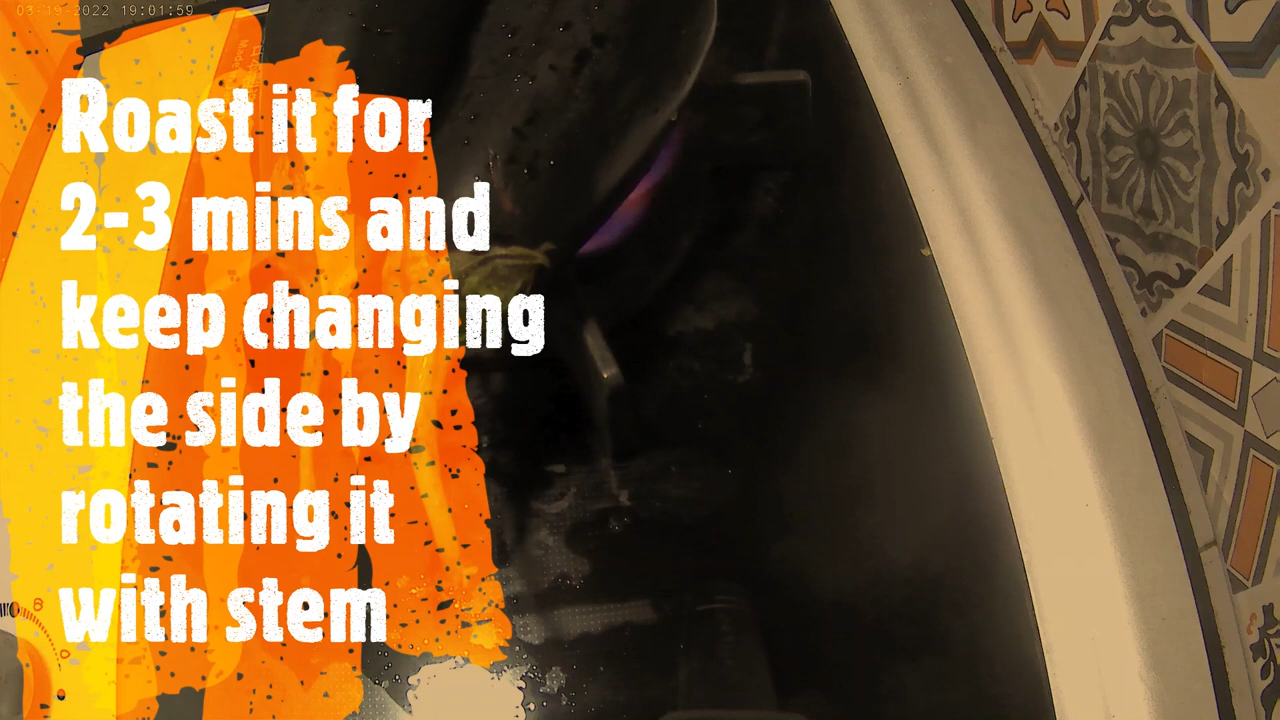 03-19-2022 19:01:59
Roast it for
2-3 mins and
keep changing
the side by
rotating it
with stem